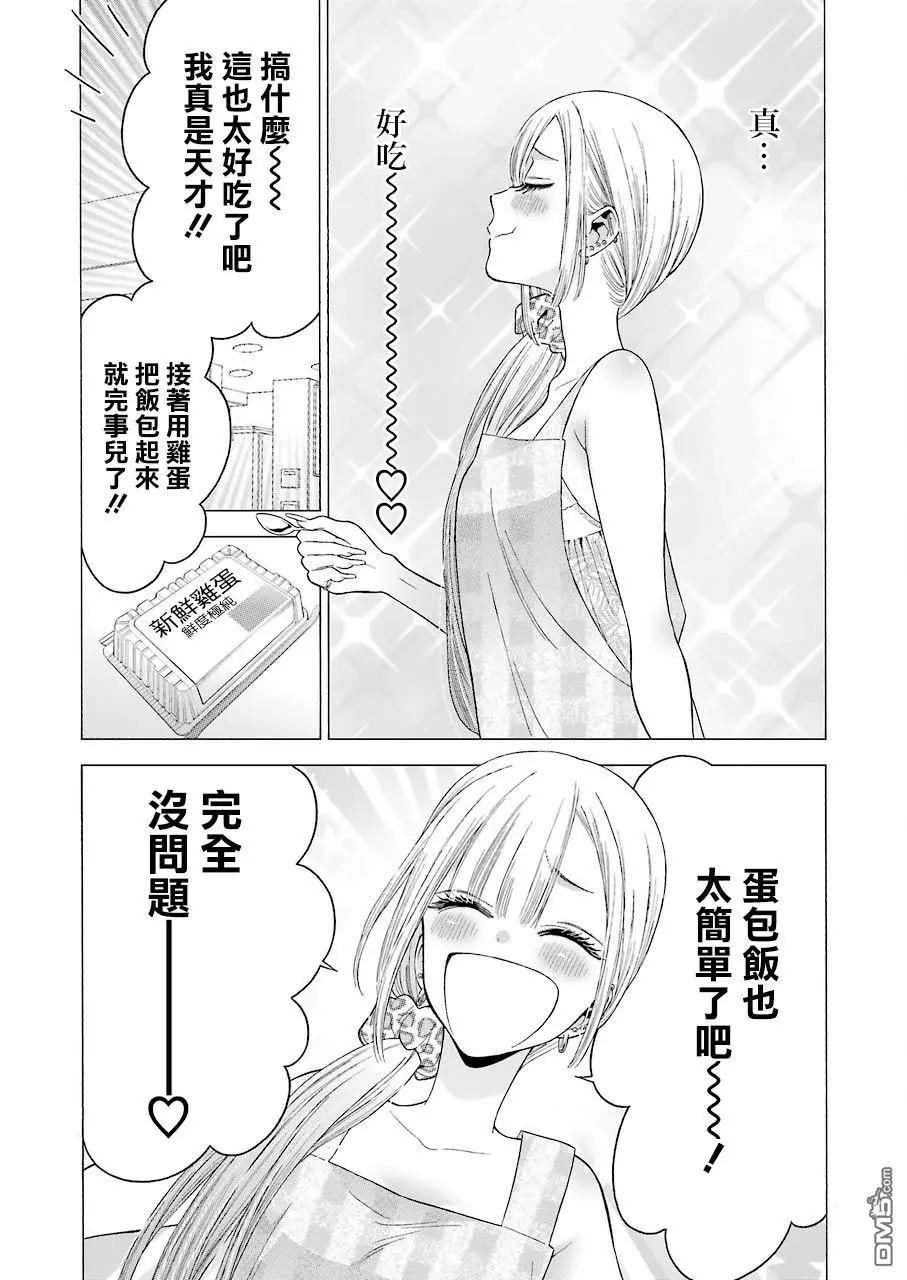 真…
好吃～♡♡
搞什麼～
這也太好吃了吧
我真是天才!!
接著用雞蛋
把飯包起來
就完事兒了!!
新鮮雞蛋
鮮度極純
蛋包飯也
太簡單了吧～!
完全
沒問題—♡
DM5.com